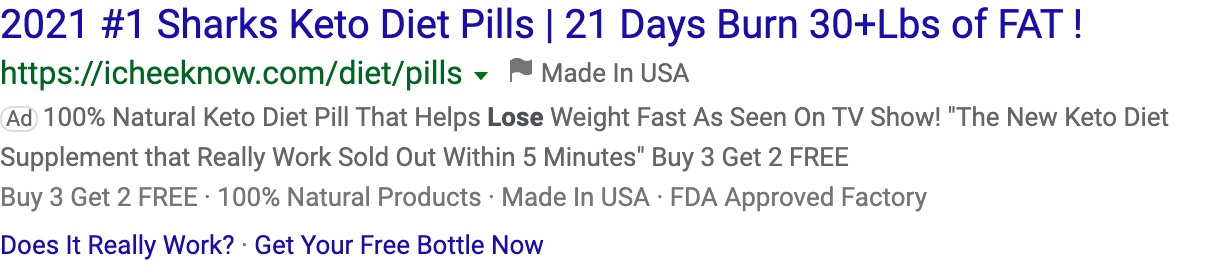 2021 #1 Sharks Keto Diet Pills | 21 Days Burn 30+Lbs of FAT !
https://icheeknow.com/diet/pills Made In USA
Ad 100% Natural Keto Diet Pill That Helps Lose Weight Fast As Seen On TV Show! "The New Keto Diet
Supplement that Really Work Sold Out Within 5 Minutes" Buy 3 Get 2 FREE
Buy 3 Get 2 FREE · 100% Natural Products · Made In USA · FDA Approved Factory
Does It Really Work? · Get Your Free Bottle Now